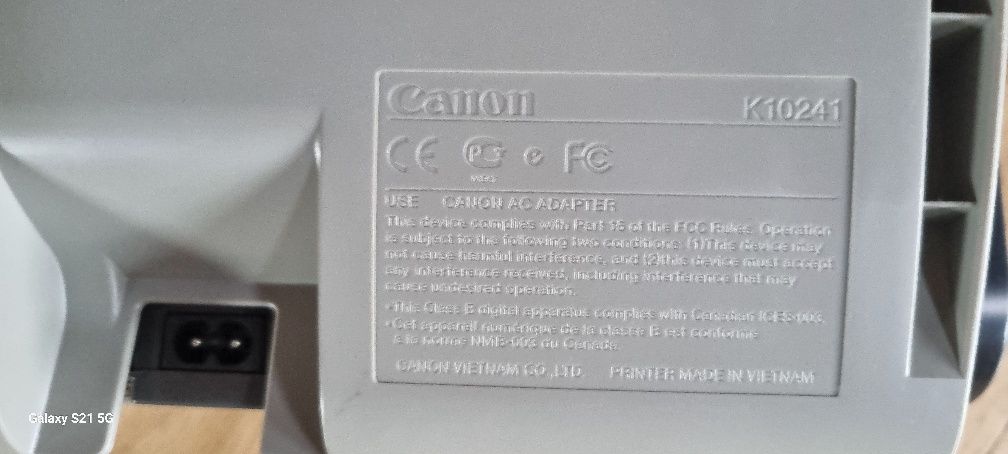 Canon
K10241
CE
FC
USE CANON AC ADAPTER
This device complies with Part 15 of the FCC Rules. Operation
is subject to the following two conditions: (1)This device may
not cause harmful interference, and (2)this device must accept
any interference received, including interference that may
cause undesired operation.
•This Class B digital apparatus complies with Canadian ICES-003.
•Cet appareil numérique de la classe B est conforme
à la norme NMB-003 du Canada.
CANON VIETNAM CO.,LTD. PRINTER MADE IN VIETNAM
Galaxy S21 5G